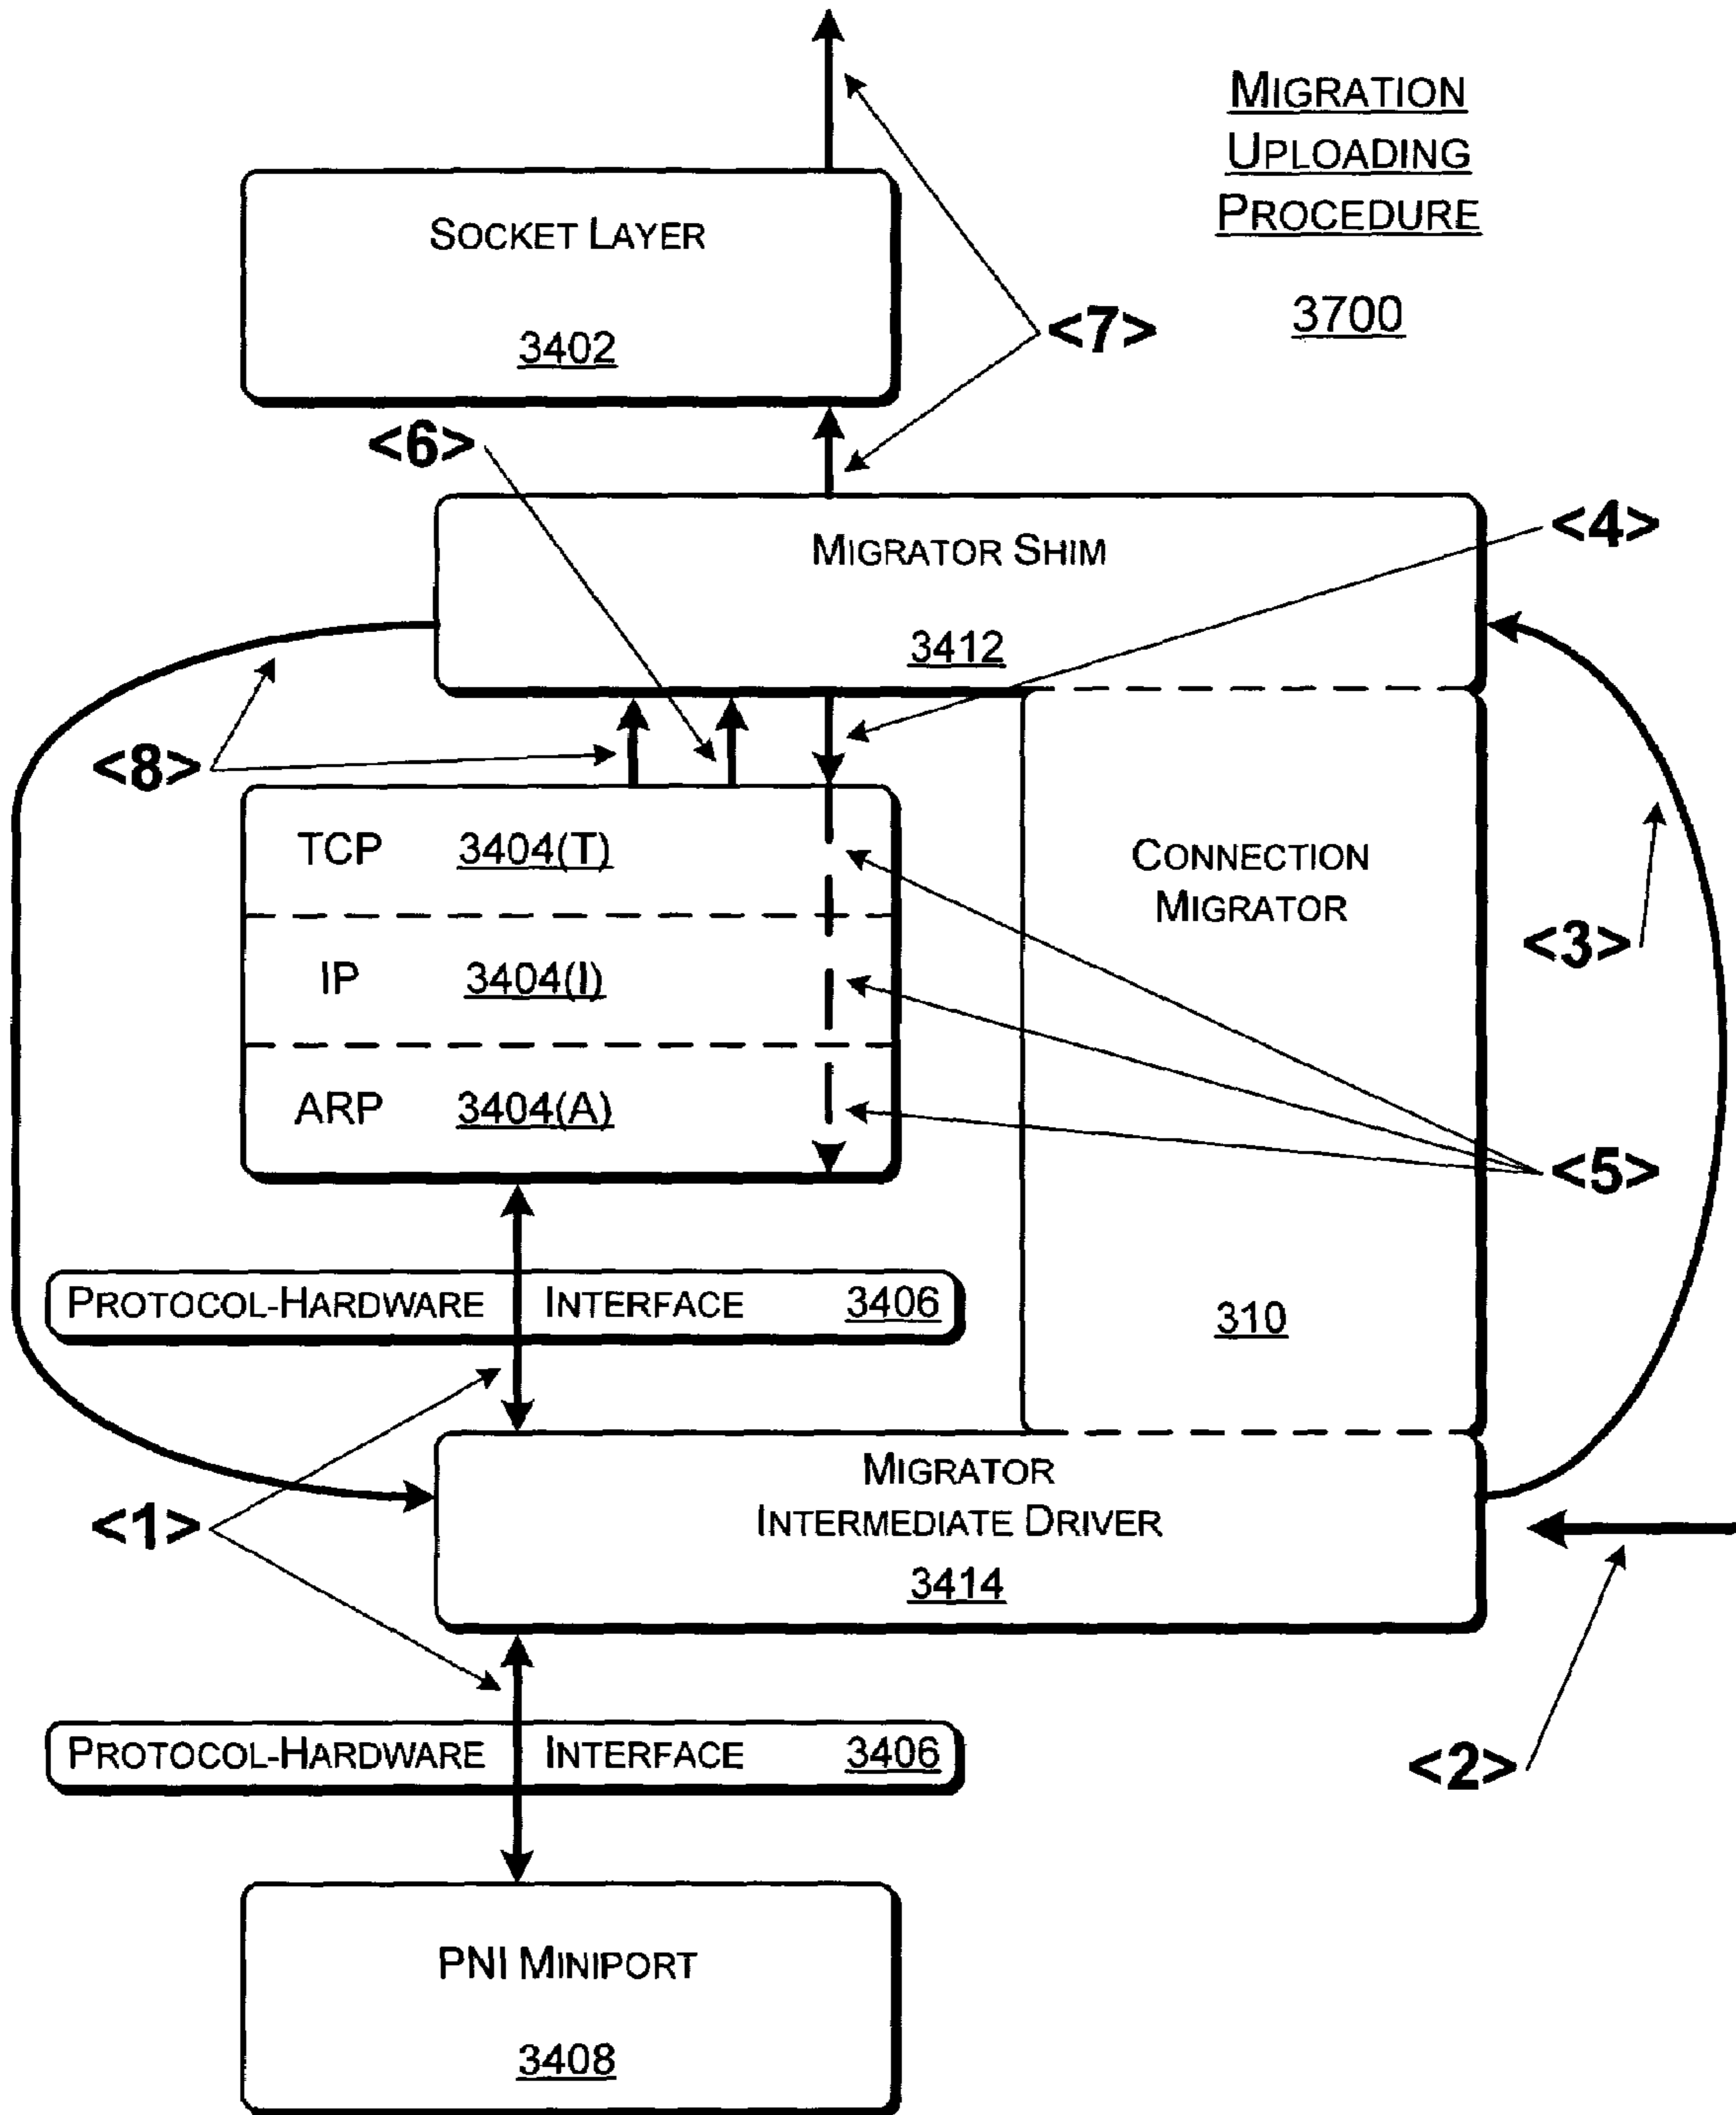 MIGRATION
UPLOADING
PROCEDURE
3700
SOCKET LAYER
3402
<7>
<6>
<4>
MIGRATOR SHIM
3412
<8>
TCP 3404(T)
IP 3404(I)
ARP 3404(A)
CONNECTION
MIGRATOR
310
<3>
<5>
PROTOCOL-HARDWARE INTERFACE 3406
<1>
MIGRATOR
INTERMEDIATE DRIVER
3414
<2>
PROTOCOL-HARDWARE INTERFACE 3406
PNI MINIPORT
3408